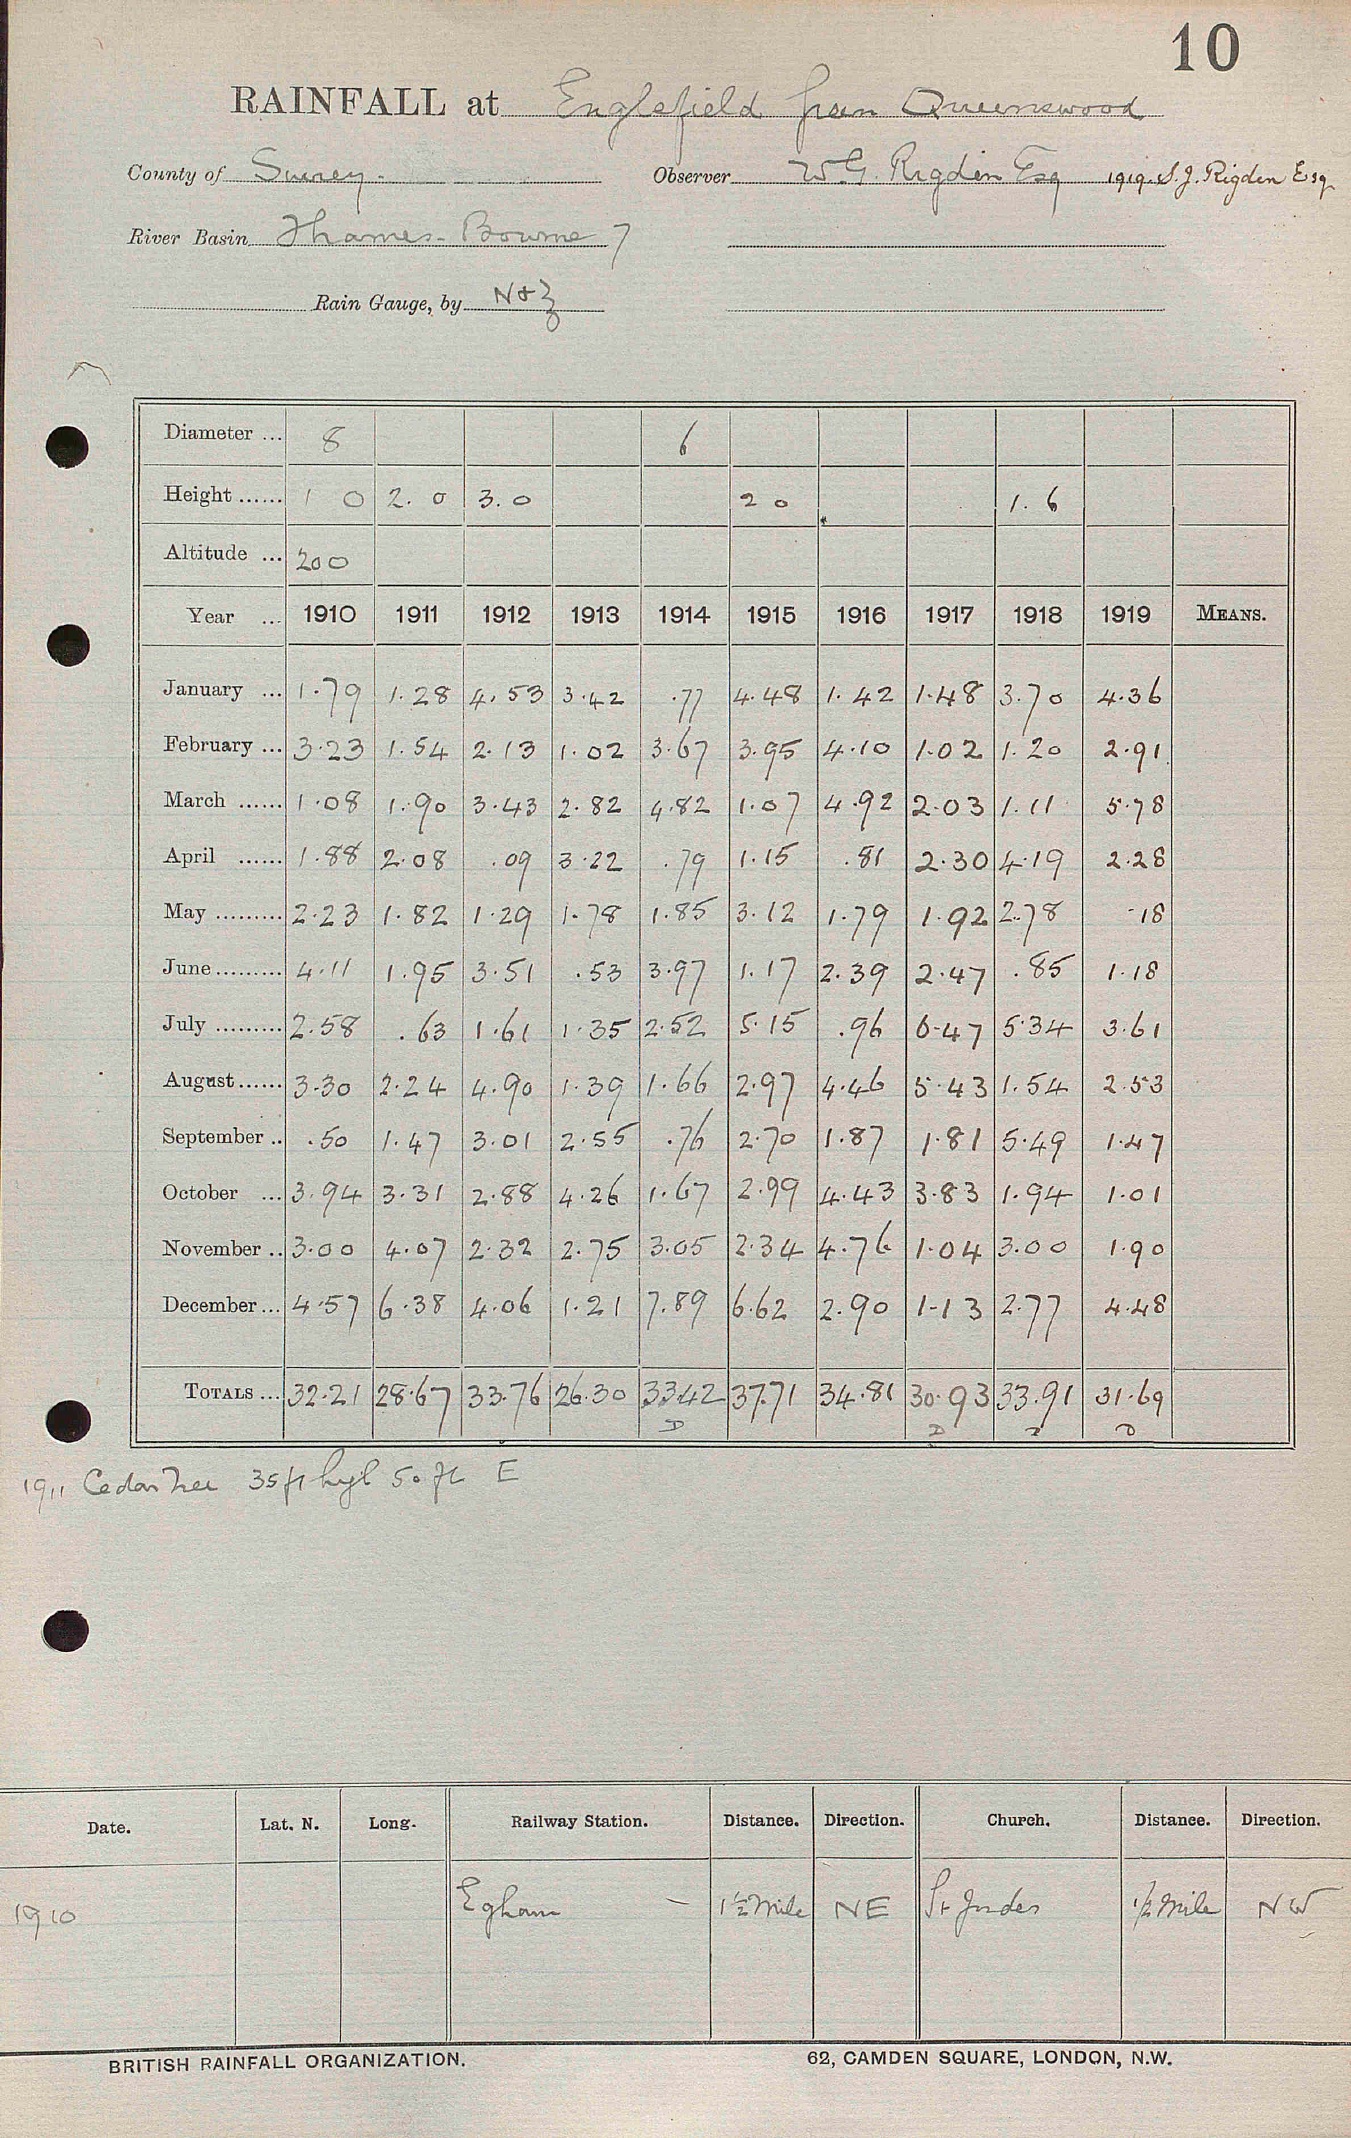 10
RAINFALL at Englefield Green Queenswood
County of Surrey. Observer W. G. Rigden Esq 1919. S. J. Rigden Esq
River Basin Thames - Bourne 7
Rain Gauge, by N & Z
Diameter ... 8 6
Height ...... 1 0 2. 0 3. 0 2 0 1. 6
Altitude ... 200
Year ... 1910 1911 1912 1913 1914 1915 1916 1917 1918 1919 MEANS.
January ... 1.79 1.28 4.53 3.42 .77 4.48 1.42 1.48 3.70 4.36
February ... 3.23 1.54 2.13 1.02 3.67 3.95 4.10 1.02 1.20 2.91
March ...... 1.08 1.90 3.43 2.82 4.82 1.07 4.92 2.03 1.11 5.78
April ...... 1.88 2.08 .09 3.22 .79 1.15 .81 2.30 4.19 2.28
May ......... 2.23 1.82 1.29 1.78 1.85 3.12 1.79 1.92 2.78 .18
June ......... 4.11 1.95 3.51 .53 3.97 1.17 2.39 2.47 .85 1.18
July ......... 2.58 .63 1.61 1.35 2.52 5.15 .96 6.47 5.34 3.61
August ...... 3.30 2.24 4.90 1.39 1.66 2.97 4.46 5.43 1.54 2.53
September .. .50 1.47 3.01 2.55 .76 2.70 1.87 1.81 5.49 1.47
October ... 3.94 3.31 2.88 4.26 1.67 2.99 4.43 3.83 1.94 1.01
November .. 3.00 4.07 2.32 2.75 3.05 2.34 4.76 1.04 3.00 1.90
December ... 4.57 6.38 4.06 1.21 7.89 6.62 2.90 1.13 2.77 4.48
TOTALS ... 32.21 28.67 33.76 26.30 33.42 37.71 34.81 30.93 33.91 31.69
D D D D
1911 Cedar Tree 35 ft high 50 ft E
Date. Lat. N. Long. Railway Station. Distance. Direction. Church. Distance. Direction.
1910 Egham - 1½ Mile NE St Judes ½ Mile NW
BRITISH RAINFALL ORGANIZATION. 62, CAMDEN SQUARE, LONDON, N.W.